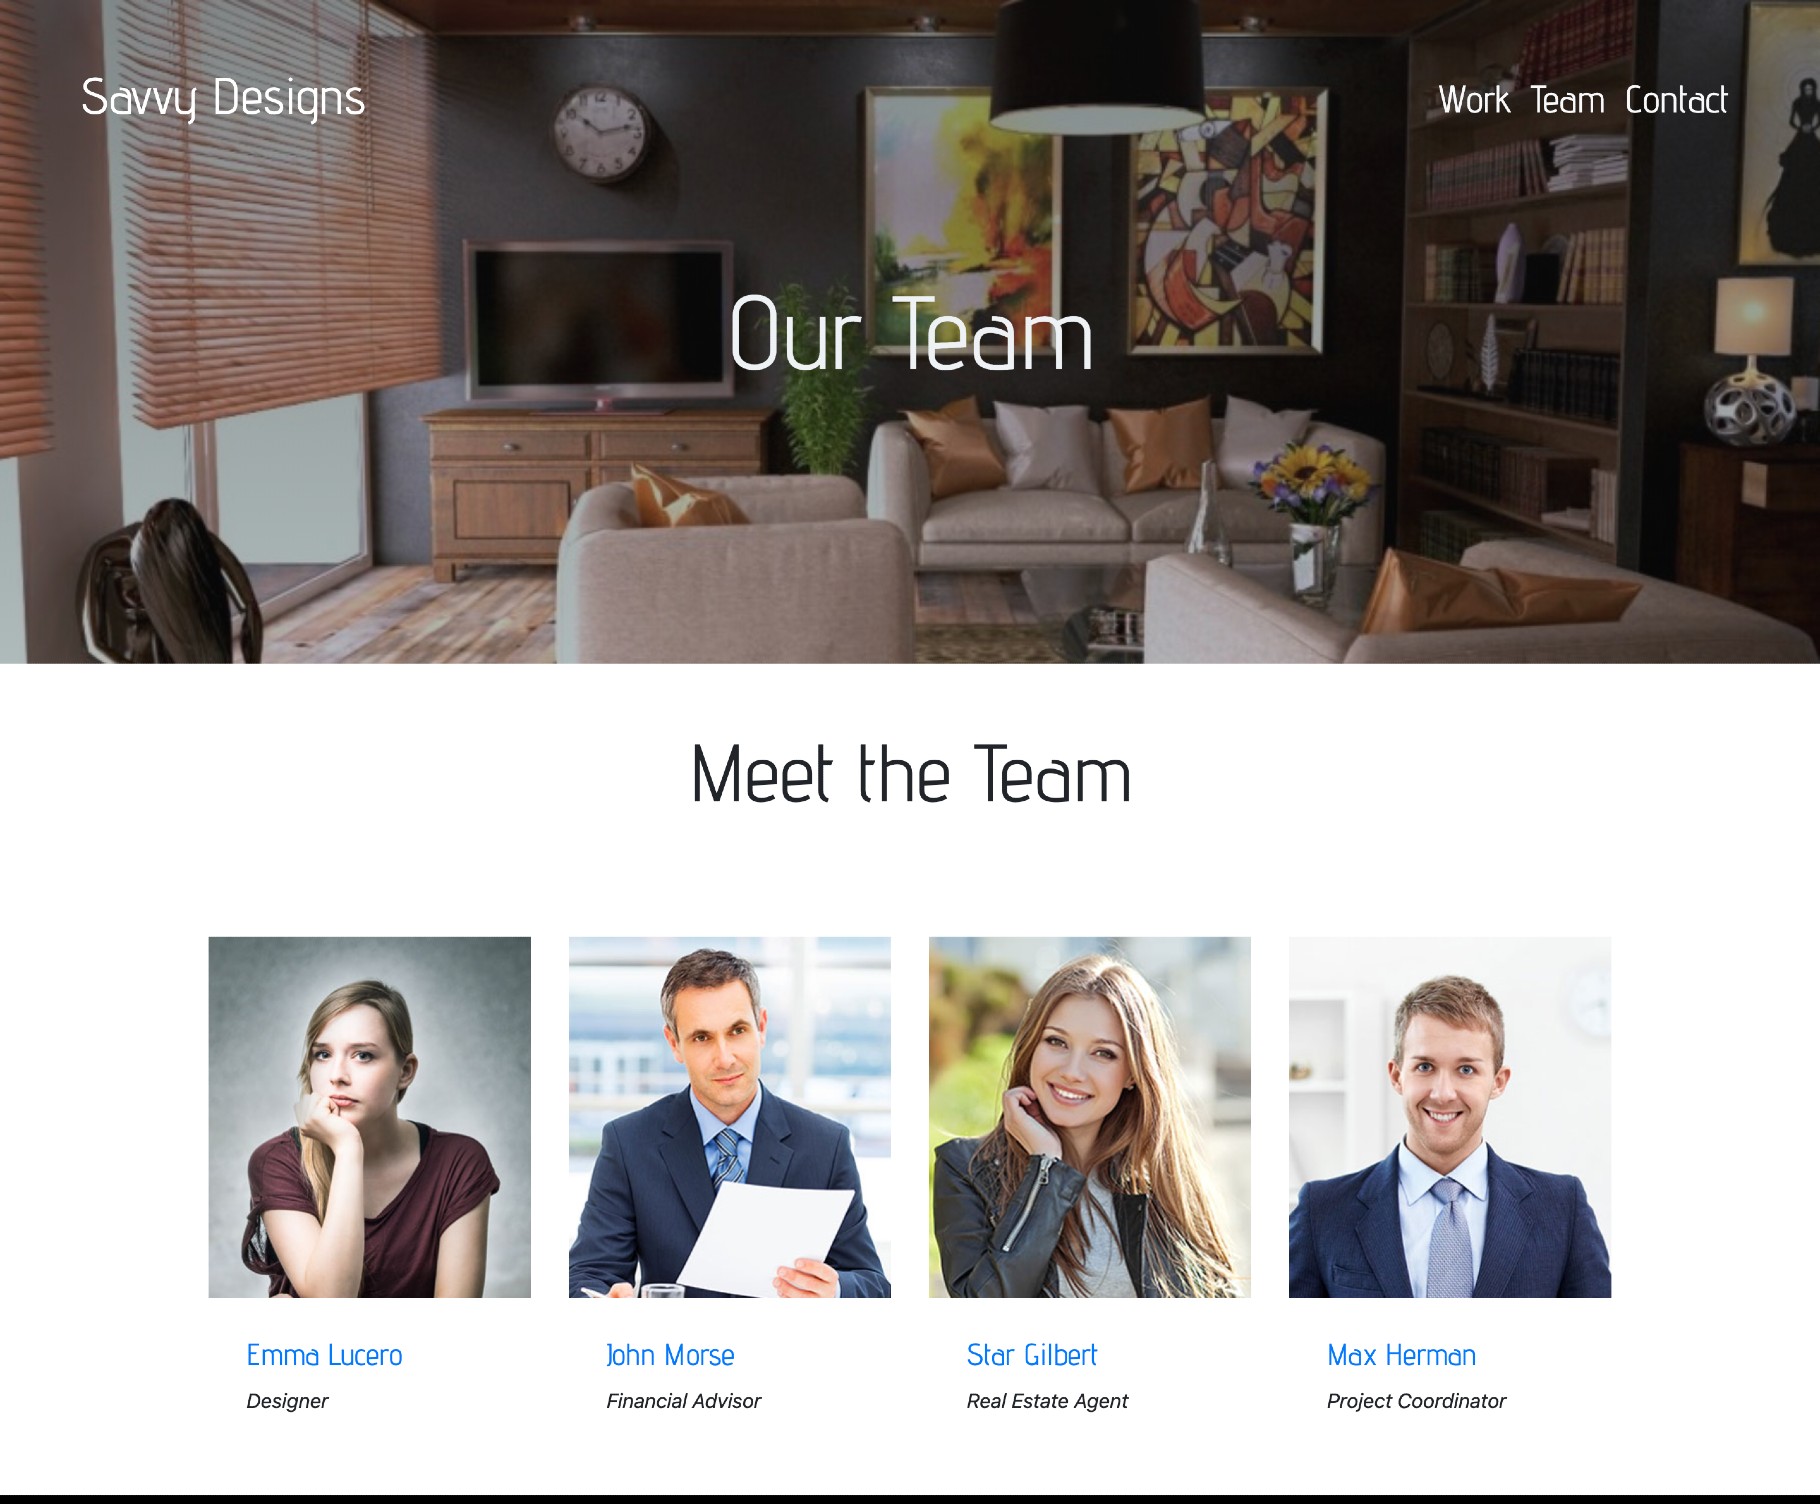 Savvy Designs
Work Team Contact
Our Team
Meet the Team
Emma Lucero
Designer
John Morse
Financial Advisor
Star Gilbert
Real Estate Agent
Max Herman
Project Coordinator